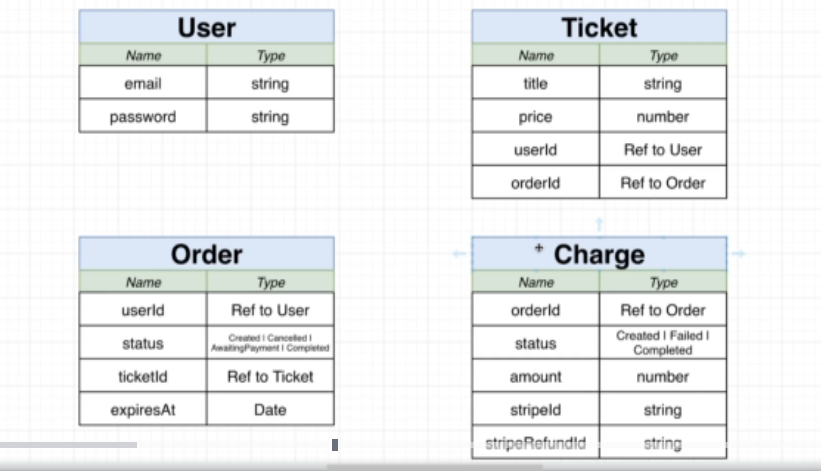 User
Name Type
email string
password string
Ticket
Name Type
title string
price number
userId Ref to User
orderId Ref to Order
Order
Name Type
userId Ref to User
status Created | Cancelled |
AwaitingPayment | Completed
ticketId Ref to Ticket
expiresAt Date
Charge
Name Type
orderId Ref to Order
status Created | Failed |
Completed
amount number
stripeId string
stripeRefundId string